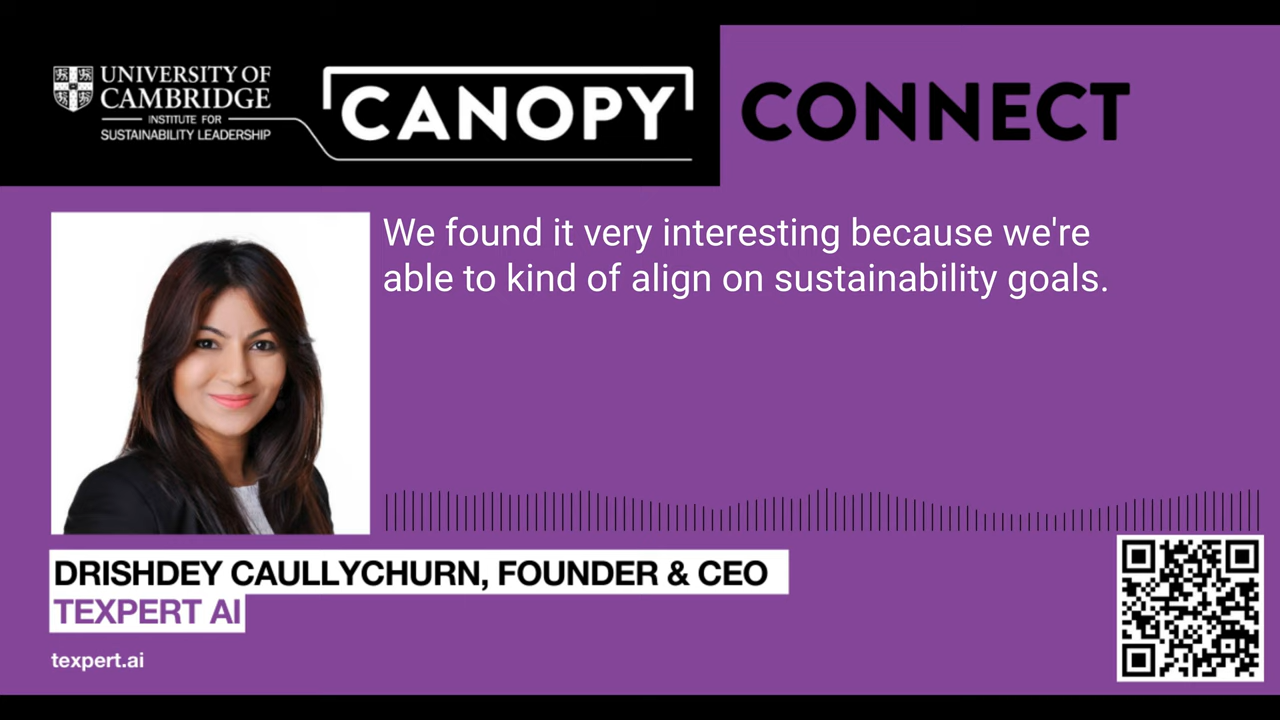 UNIVERSITY OF
CAMBRIDGE
INSTITUTE FOR
SUSTAINABILITY LEADERSHIP
CANOPY
CONNECT
We found it very interesting because we're
able to kind of align on sustainability goals.
DRISHDEY CAULLYCHURN, FOUNDER & CEO
TEXPERT AI
texpert.ai